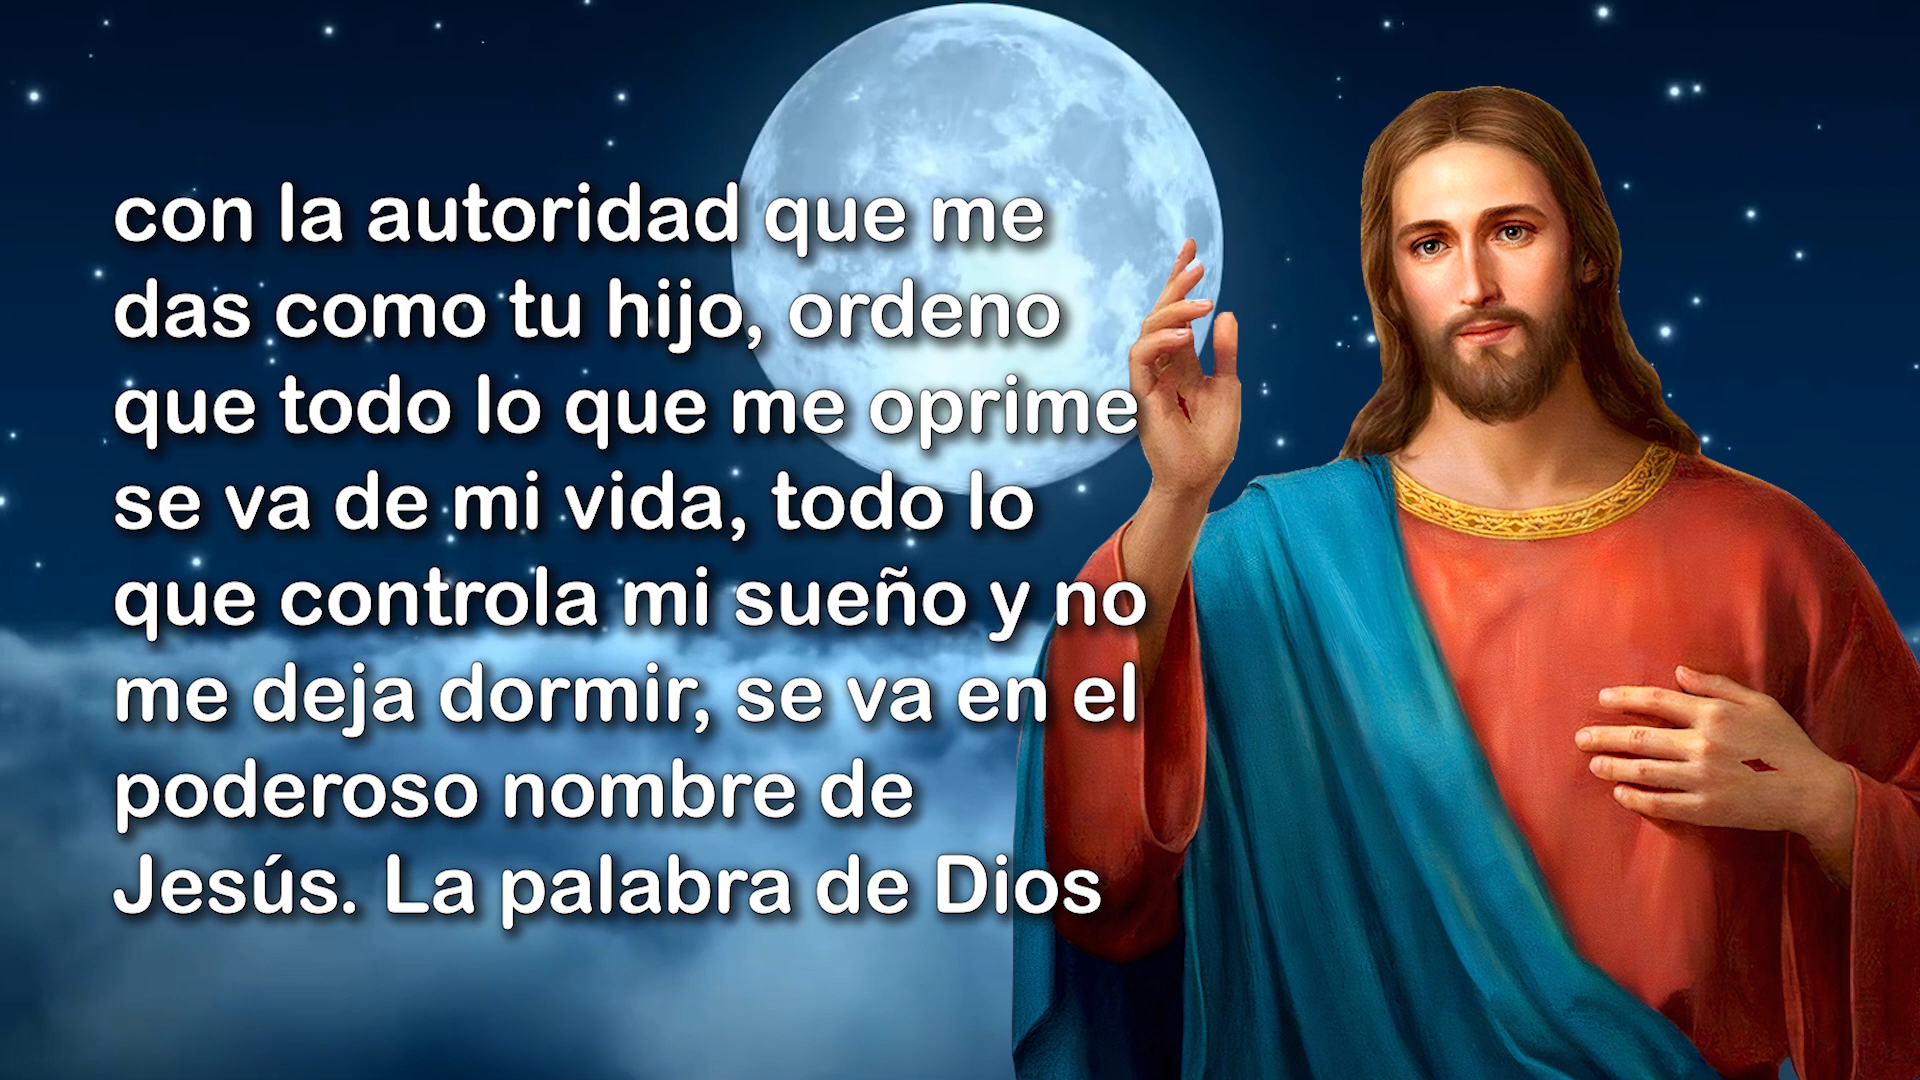 con la autoridad que me
das como tu hijo, ordeno
que todo lo que me oprime
se va de mi vida, todo lo
que controla mi sueño y no
me deja dormir, se va en el
poderoso nombre de
Jesús. La palabra de Dios